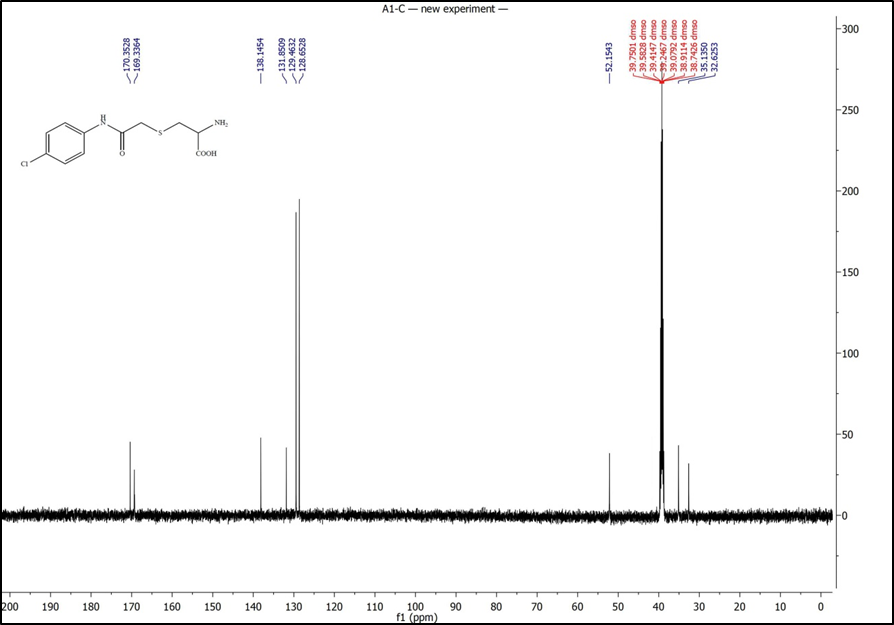 A1-C — new experiment —
170.3528
169.3364
138.1454
131.8509
129.4632
128.6528
52.1543
39.7501 dmso
39.5828 dmso
39.4147 dmso
39.2467 dmso
39.0792 dmso
38.9114 dmso
38.7426 dmso
35.1350
32.6253
H
N
O
S
NH2
COOH
Cl
300
250
200
150
100
50
0
200 190 180 170 160 150 140 130 120 110 100 90 80 70 60 50 40 30 20 10 0
f1 (ppm)